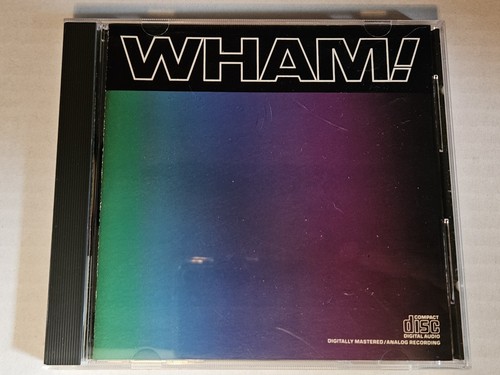 WHAM!
COMPACT
disc
DIGITAL AUDIO
DIGITALLY MASTERED/ANALOG RECORDING